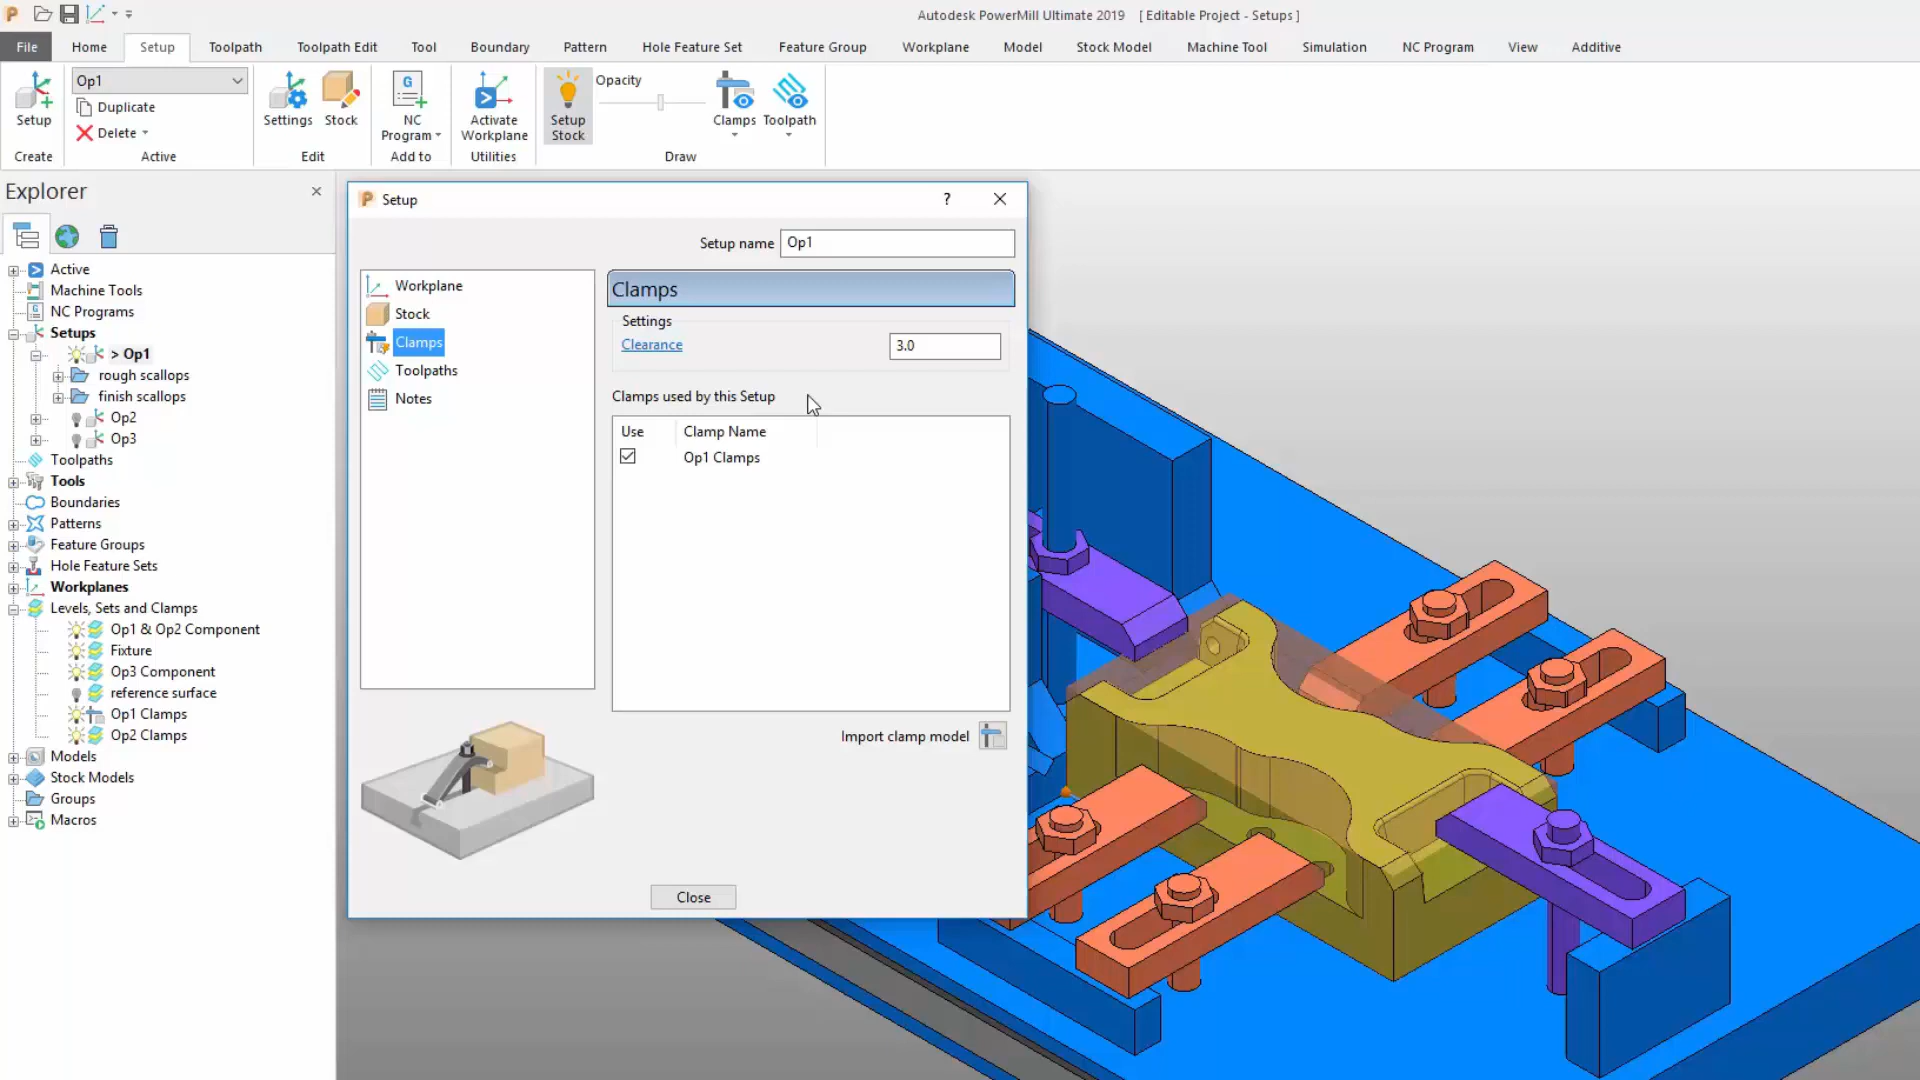 Autodesk PowerMill Ultimate 2019 [ Editable Project - Setups ]
File Home Setup Toolpath Toolpath Edit Tool Boundary Pattern Hole Feature Set Feature Group Workplane Model Stock Model Machine Tool Simulation NC Program View Additive
Setup
Create
Op1
Duplicate
Delete
Active
Settings
Stock
Edit
G
NC
Program
Add to
Activate
Workplane
Utilities
Setup
Stock
Opacity
Clamps
Toolpath
Draw
Explorer
Active
Machine Tools
NC Programs
Setups
> Op1
rough scallops
finish scallops
Op2
Op3
Toolpaths
Tools
Boundaries
Patterns
Feature Groups
Hole Feature Sets
Workplanes
Levels, Sets and Clamps
Op1 & Op2 Component
Fixture
Op3 Component
reference surface
Op1 Clamps
Op2 Clamps
Models
Stock Models
Groups
Macros
Setup
?
Setup name Op1
Workplane
Stock
Clamps
Toolpaths
Notes
Clamps
Settings
Clearance 3.0
Clamps used by this Setup
Use Clamp Name
Op1 Clamps
Import clamp model
Close